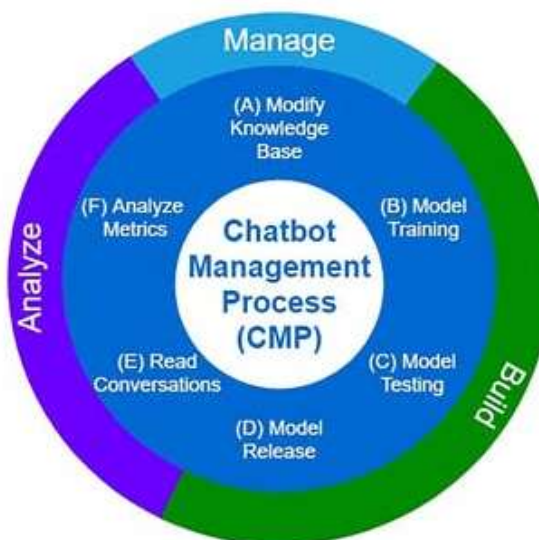 Manage
(A) Modify
Knowledge
Base
(F) Analyze
Metrics
(B) Model
Training
Chatbot
Management
Process
(CMP)
Analyze
(E) Read
Conversations
(C) Model
Testing
Build
(D) Model
Release